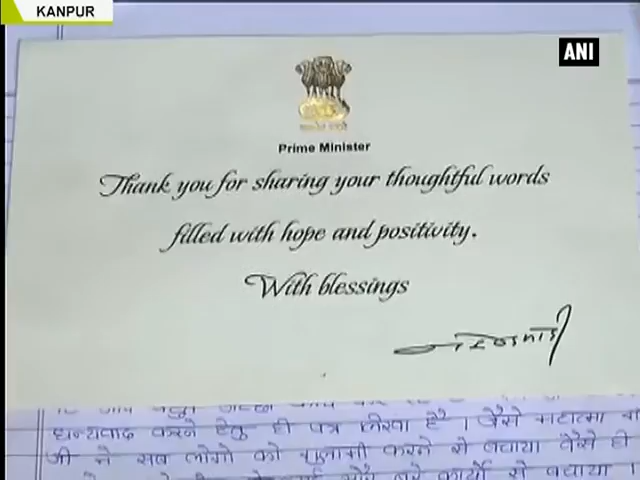 KANPUR
ANI
Prime Minister
Thank you for sharing your thoughtful words
filled with hope and positivity.
With blessings
धन्यवाद करने हेतु ही पत्र लिखा है । जैसे महात्मा
जी ने सब लोगो को गुलामी करने से बचाया वैसे ही
कार्यो से बचाया ।